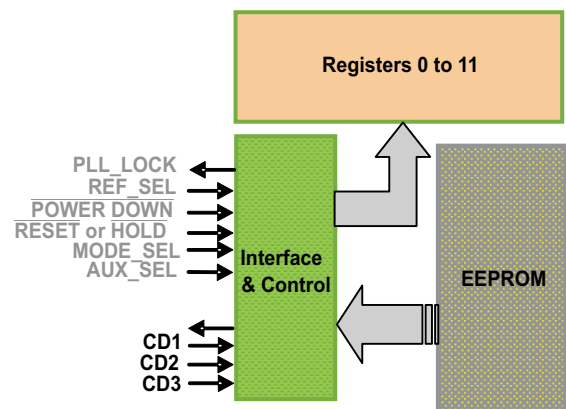 Registers 0 to 11
PLL_LOCK
REF_SEL
POWER DOWN
RESET or HOLD
MODE_SEL
AUX_SEL
Interface
& Control
EEPROM
CD1
CD2
CD3